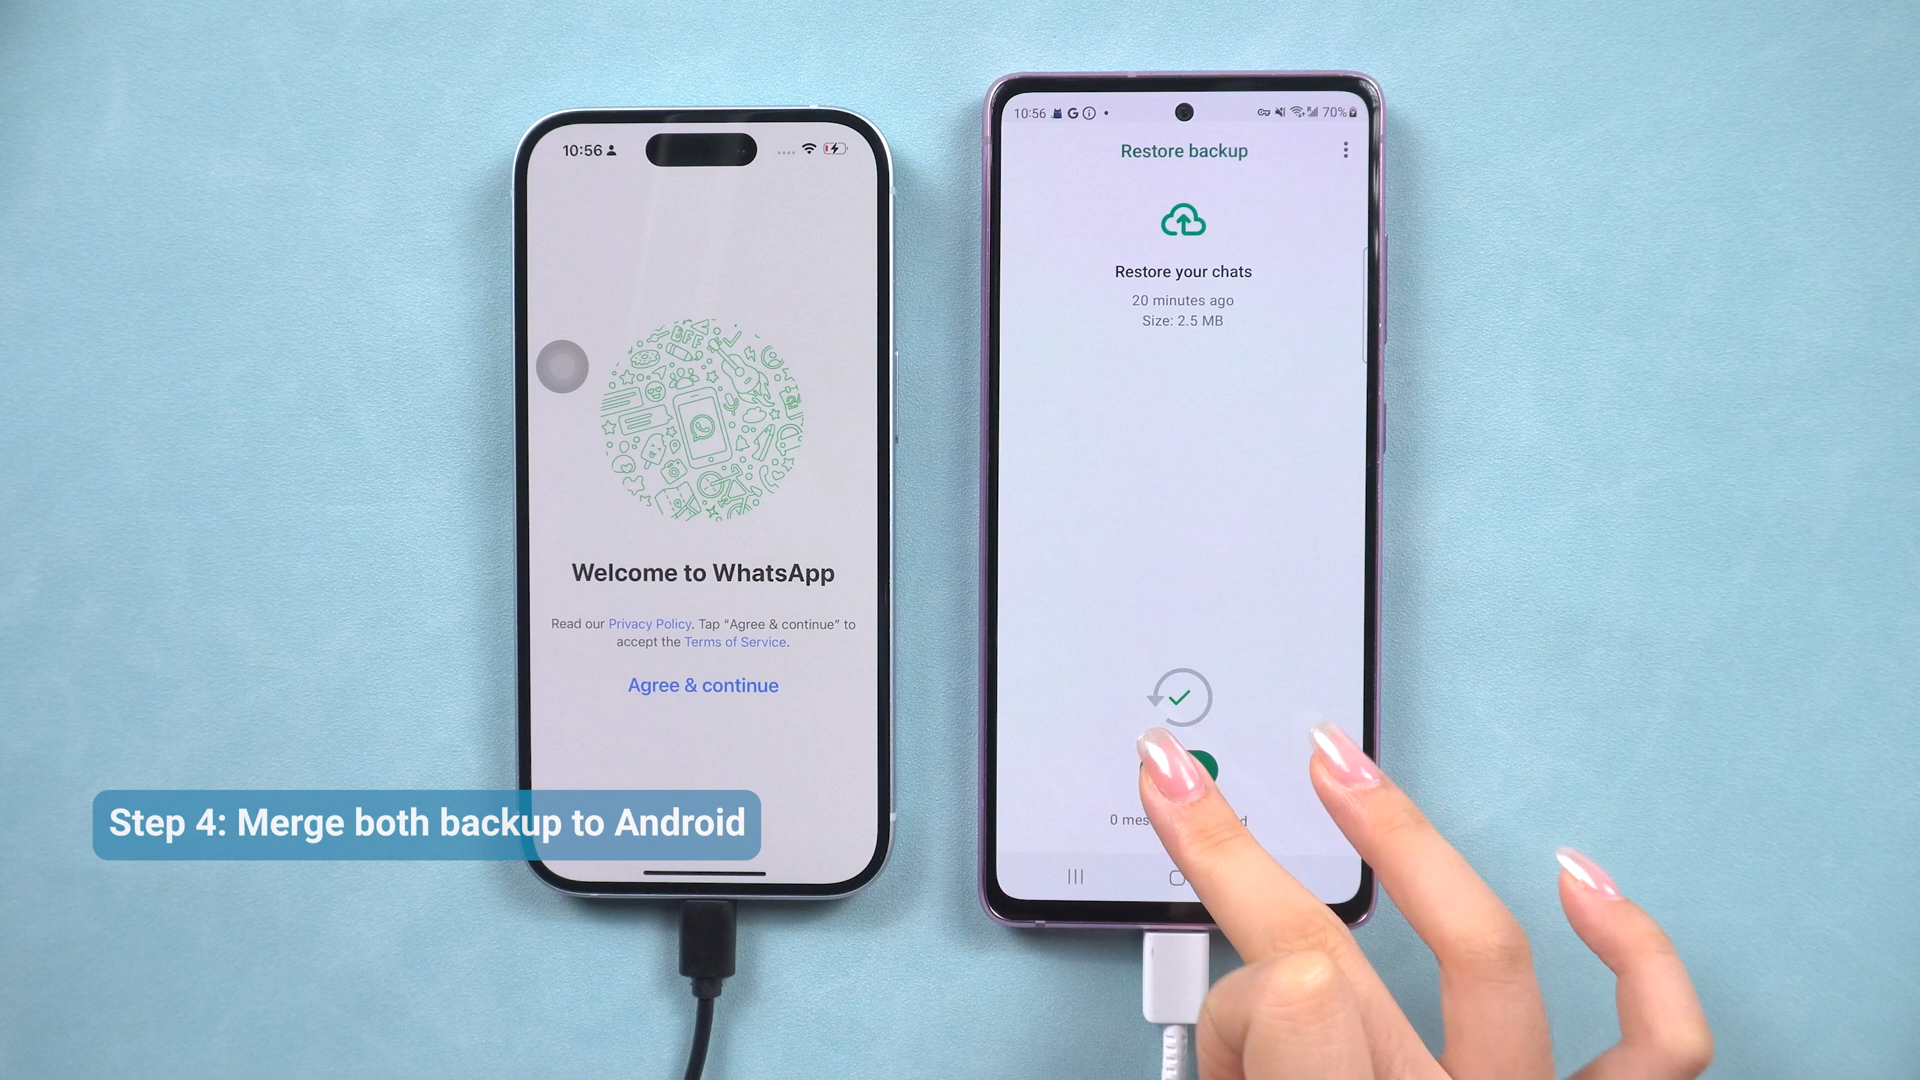 10:56
Welcome to WhatsApp
Read our Privacy Policy. Tap “Agree & continue” to
accept the Terms of Service.
Agree & continue
10:56 G 70%
Restore backup
Restore your chats
20 minutes ago
Size: 2.5 MB
0
Step 4: Merge both backup to Android